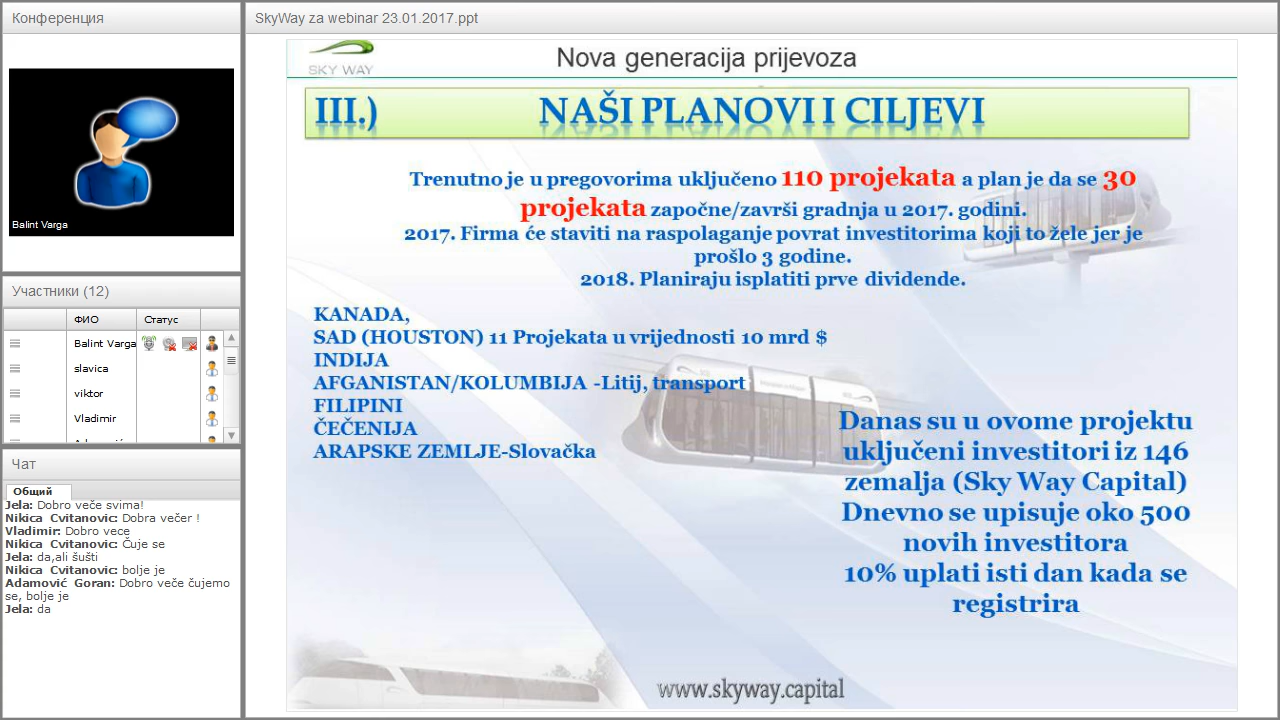 Конференция
Balint Varga
Участники (12)
ФИО
Статус
Balint Varga
slavica
viktor
Vladimir
Чат
Общий
Jela: Dobro veče svima!
Nikica Cvitanovic: Dobra večer !
Vladimir: Dobro vece
Nikica Cvitanovic: Čuje se
Jela: da,ali šušti
Nikica Cvitanovic: bolje je
Adamović Goran: Dobro veče čujemo
se, bolje je
Jela: da
SkyWay za webinar 23.01.2017.ppt
SKY WAY
Nova generacija prijevoza
III.) NAŠI PLANOVI I CILJEVI
Trenutno je u pregovorima uključeno 110 projekata a plan je da se 30
projekata započne/završi gradnja u 2017. godini.
2017. Firma će staviti na raspolaganje povrat investitorima koji to žele jer je
prošlo 3 godine.
2018. Planiraju isplatiti prve dividende.
KANADA,
SAD (HOUSTON) 11 Projekata u vrijednosti 10 mrd $
INDIJA
AFGANISTAN/KOLUMBIJA -Litij, transport
FILIPINI
ČEČENIJA
ARAPSKE ZEMLJE-Slovačka
Danas su u ovome projektu
uključeni investitori iz 146
zemalja (Sky Way Capital)
Dnevno se upisuje oko 500
novih investitora
10% uplati isti dan kada se
registrira
www.skyway.capital